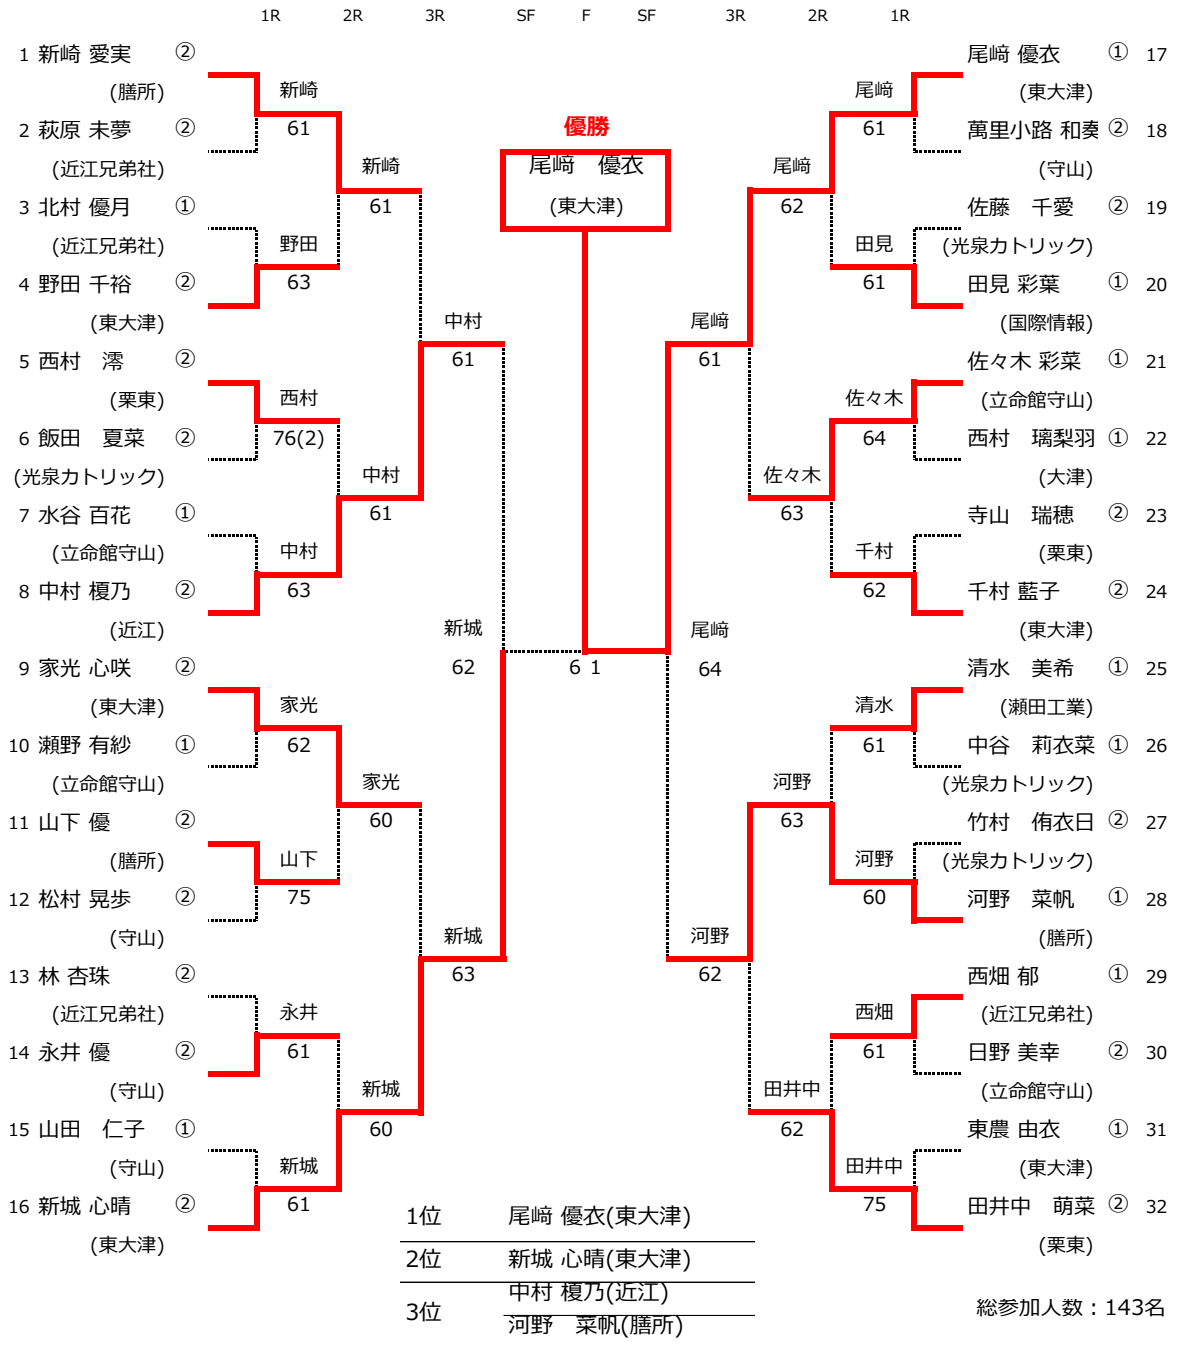 1R 2R 3R SF F SF 3R 2R 1R
1 新崎 愛実 ②
(膳所)
新崎
61
2 萩原 未夢 ②
(近江兄弟社)
新崎
61
3 北村 優月 ①
(近江兄弟社)
野田
63
4 野田 千裕 ②
(東大津)
中村
61
5 西村　澪 ②
(栗東)
西村
76(2)
6 飯田　夏菜 ②
(光泉カトリック)
中村
61
7 水谷 百花 ①
(立命館守山)
中村
63
8 中村 榎乃 ②
(近江)
新城
62
9 家光 心咲 ②
(東大津)
家光
62
10 瀬野 有紗 ①
(立命館守山)
家光
60
11 山下 優 ②
(膳所)
山下
75
12 松村 晃歩 ②
(守山)
新城
63
13 林 杏珠 ②
(近江兄弟社)
永井
61
14 永井 優 ②
(守山)
新城
60
15 山田　仁子 ①
(守山)
新城
61
16 新城 心晴 ②
(東大津)
優勝
尾﨑　優衣
(東大津)
6 1
尾﨑 優衣 ① 17
(東大津)
尾﨑
61
萬里小路 和奏 ② 18
(守山)
尾﨑
62
佐藤　千愛 ② 19
(光泉カトリック)
田見
61
田見 彩葉 ① 20
(国際情報)
尾﨑
61
佐々木 彩菜 ① 21
(立命館守山)
佐々木
64
西村　璃梨羽 ① 22
(大津)
佐々木
63
寺山　瑞穂 ② 23
(栗東)
千村
62
千村 藍子 ② 24
(東大津)
尾﨑
64
清水　美希 ① 25
(瀬田工業)
清水
61
中谷　莉衣菜 ① 26
(光泉カトリック)
河野
63
竹村　侑衣日 ② 27
(光泉カトリック)
河野
60
河野　菜帆 ① 28
(膳所)
河野
62
西畑 郁 ① 29
(近江兄弟社)
西畑
61
日野 美幸 ② 30
(立命館守山)
田井中
62
東農 由衣 ① 31
(東大津)
田井中
75
田井中　萌菜 ② 32
(栗東)
1位 尾﨑 優衣(東大津)
2位 新城 心晴(東大津)
3位 中村 榎乃(近江)
河野　菜帆(膳所)
総参加人数：143名